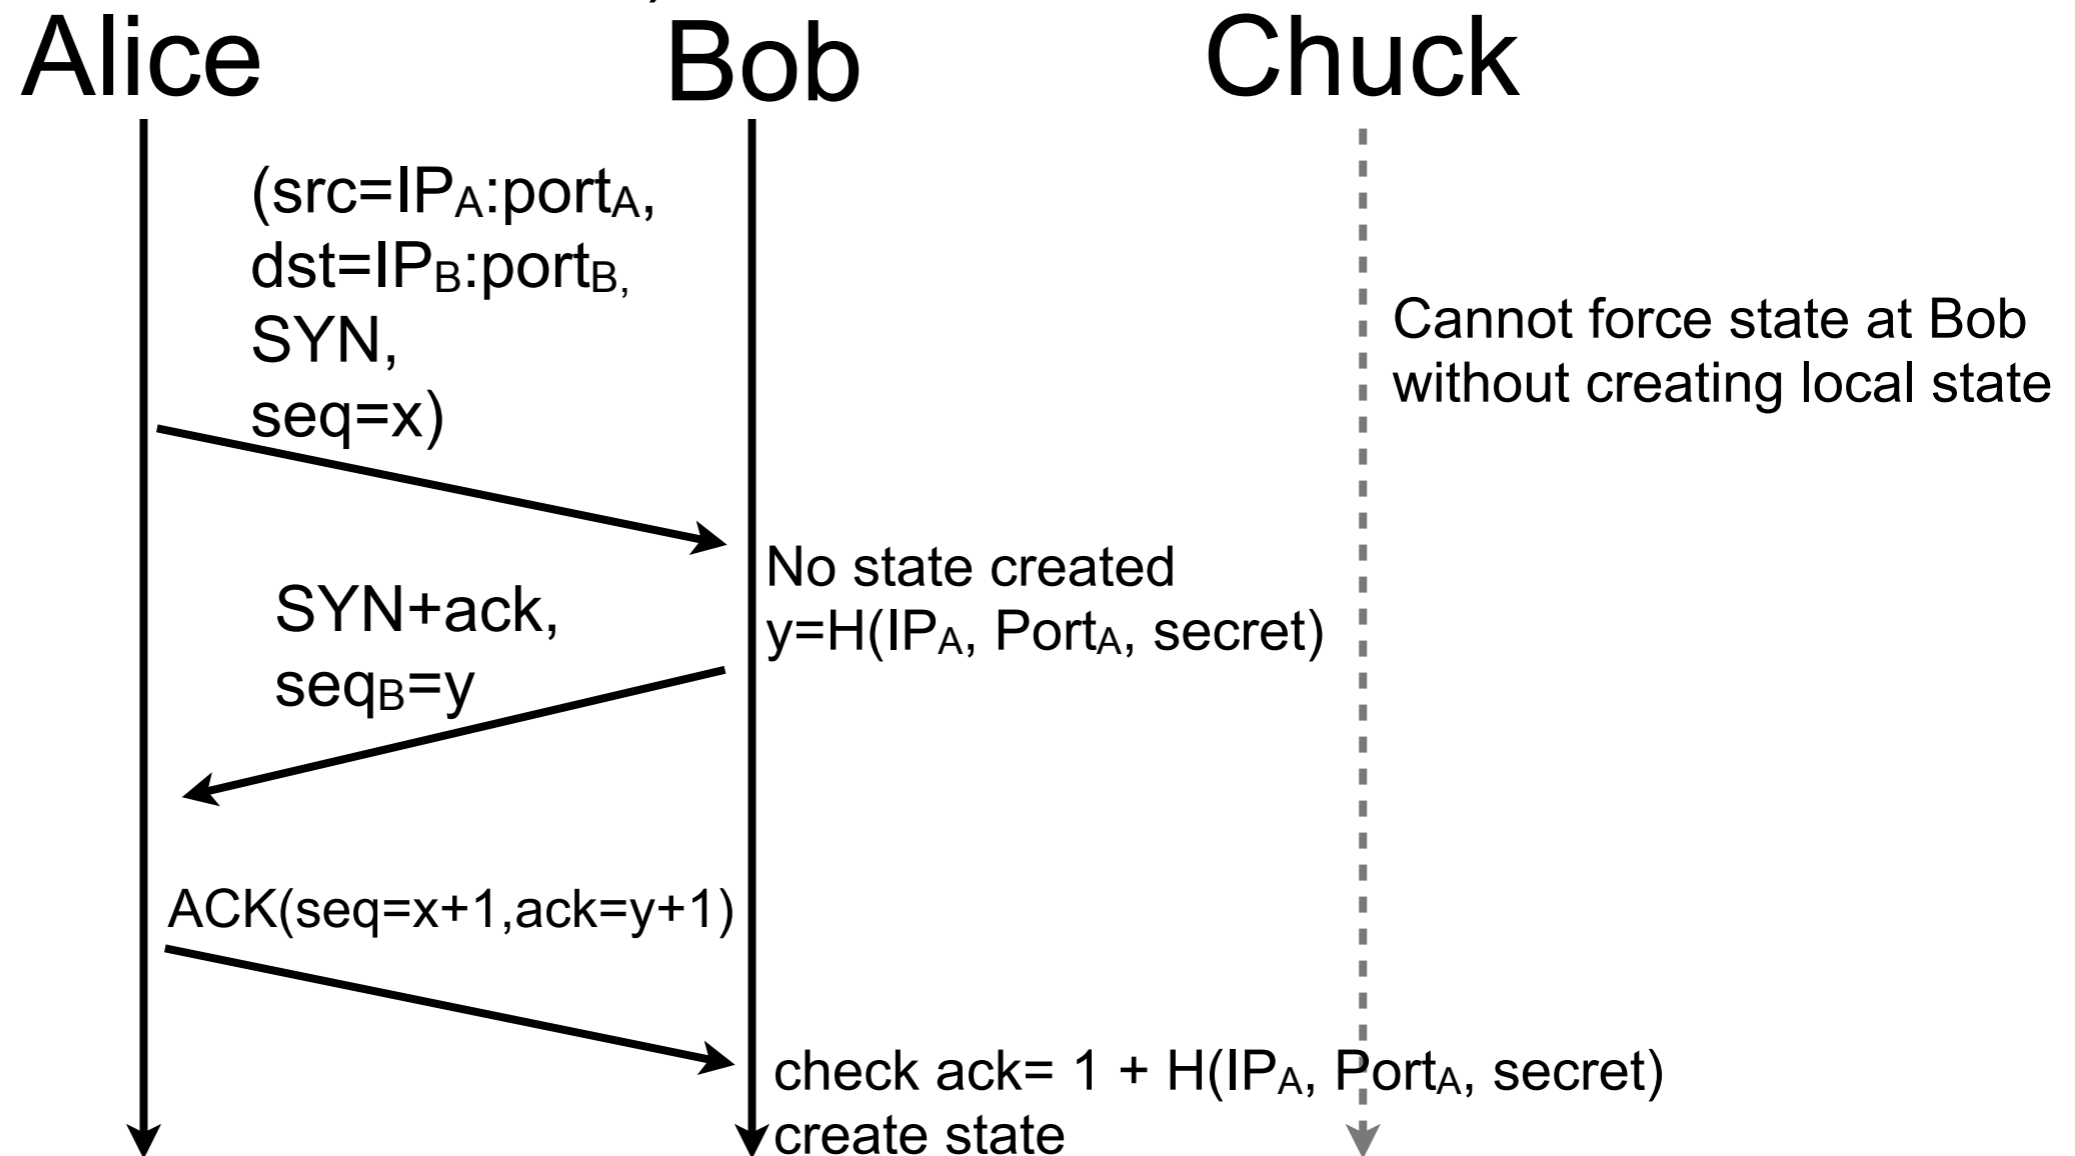 Alice
Bob
Chuck
(src=IPA:portA,
dst=IPB:portB,
SYN,
seq=x)
Cannot force state at Bob
without creating local state
No state created
y=H(IPA, PortA, secret)
SYN+ack,
seqB=y
ACK(seq=x+1,ack=y+1)
check ack= 1 + H(IPA, PortA, secret)
create state